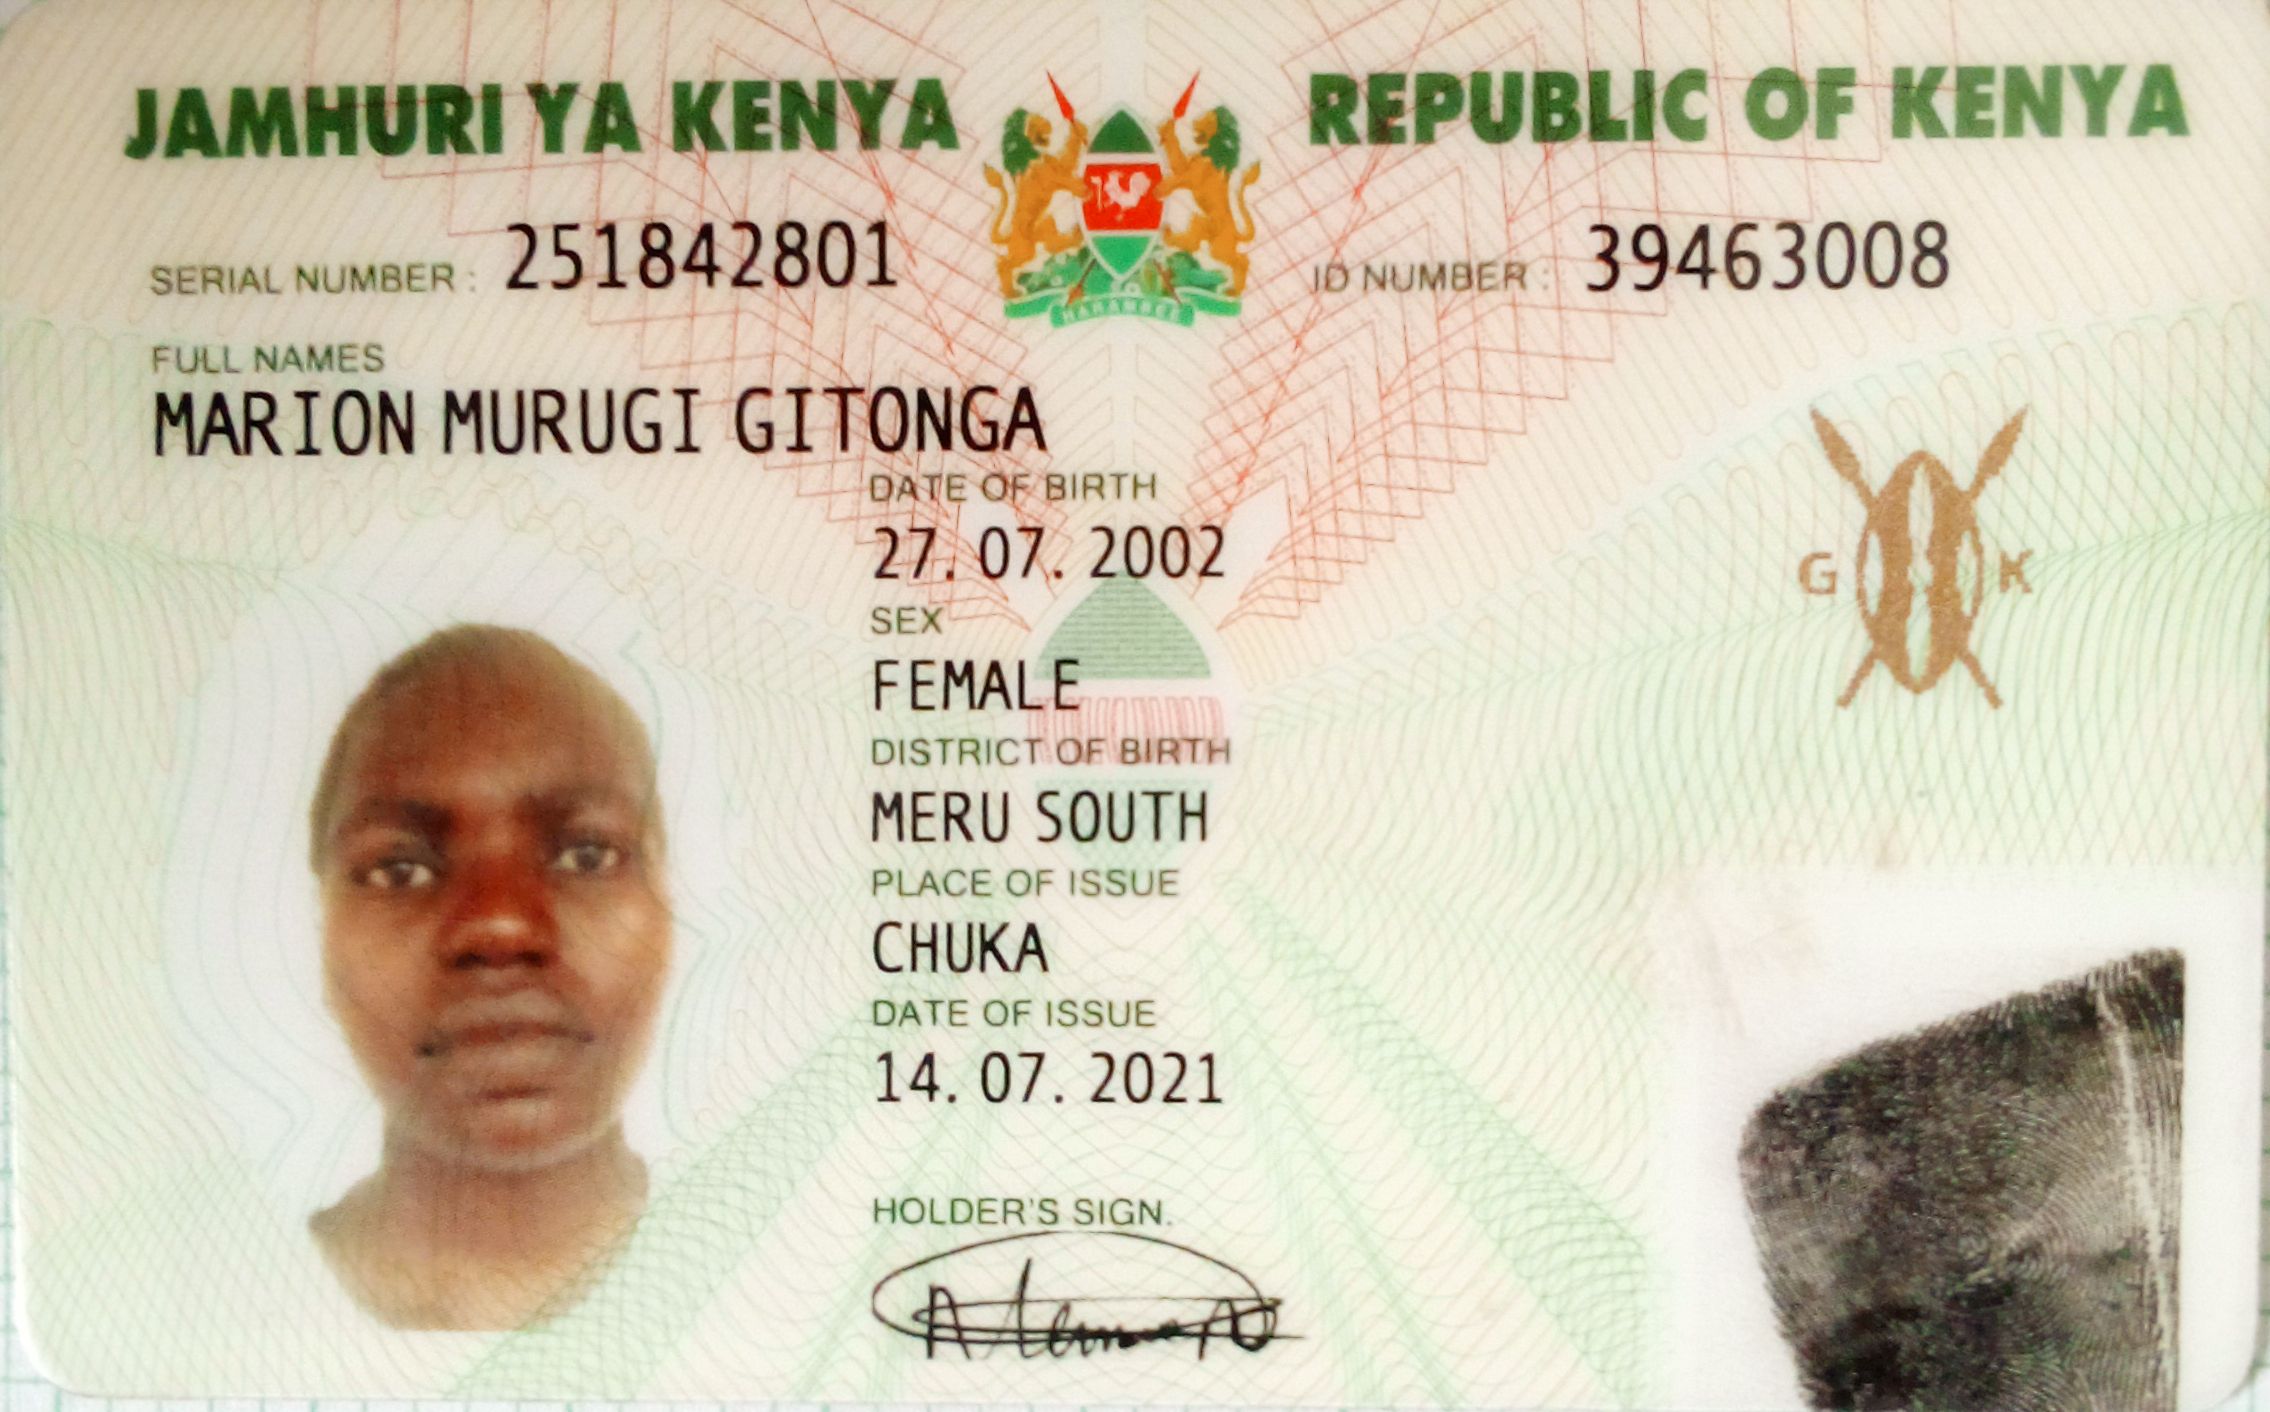 JAMHURI YA KENYA REPUBLIC OF KENYA
SERIAL NUMBER : 251842801 ID NUMBER : 39463008
HARAMBEE
FULL NAMES
MARION MURUGI GITONGA
DATE OF BIRTH
27. 07. 2002
G K
SEX
FEMALE
DISTRICT OF BIRTH
MERU SOUTH
PLACE OF ISSUE
CHUKA
DATE OF ISSUE
14. 07. 2021
HOLDER'S SIGN.